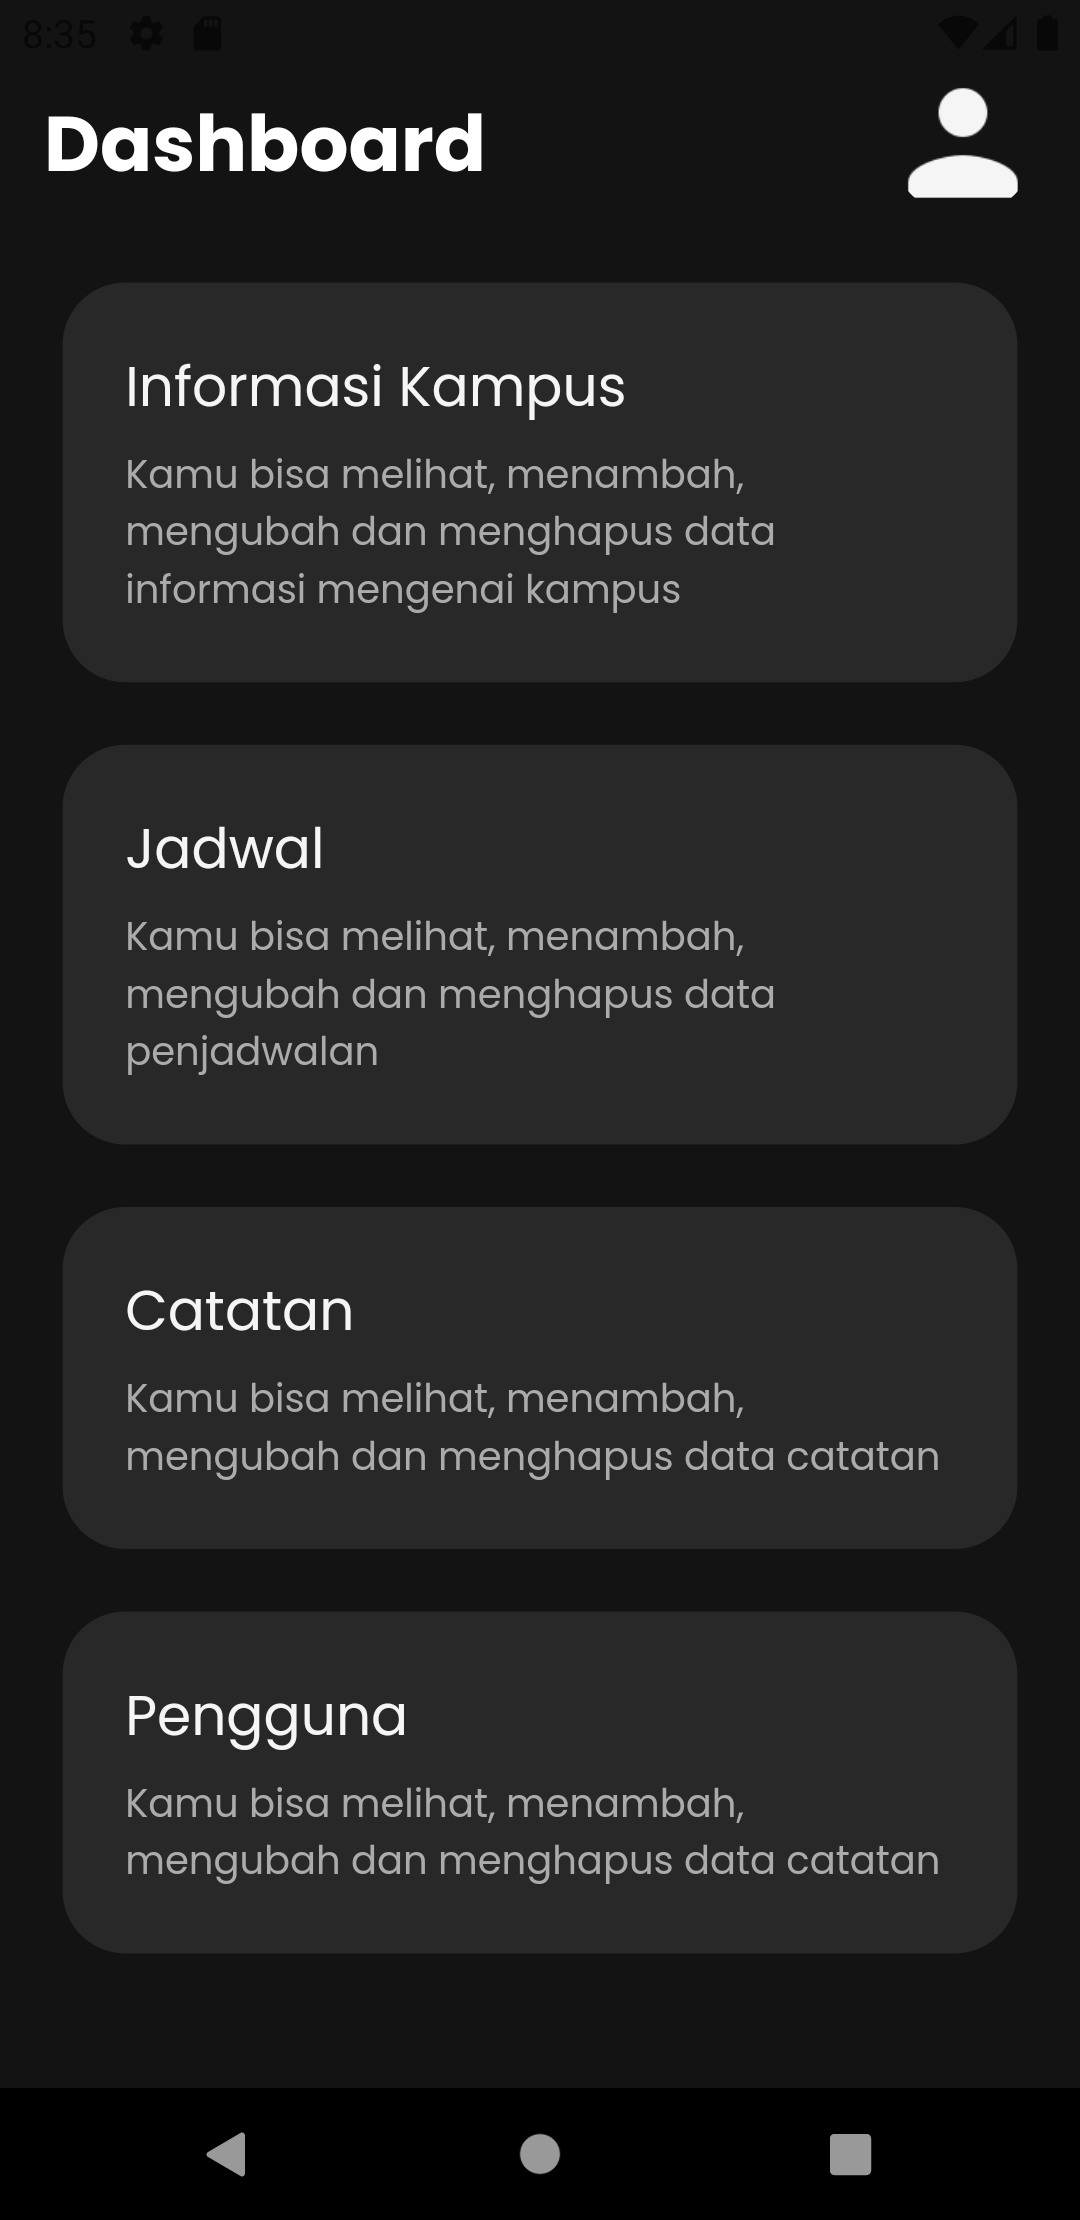 8:35
Dashboard
Informasi Kampus
Kamu bisa melihat, menambah,
mengubah dan menghapus data
informasi mengenai kampus
Jadwal
Kamu bisa melihat, menambah,
mengubah dan menghapus data
penjadwalan
Catatan
Kamu bisa melihat, menambah,
mengubah dan menghapus data catatan
Pengguna
Kamu bisa melihat, menambah,
mengubah dan menghapus data catatan